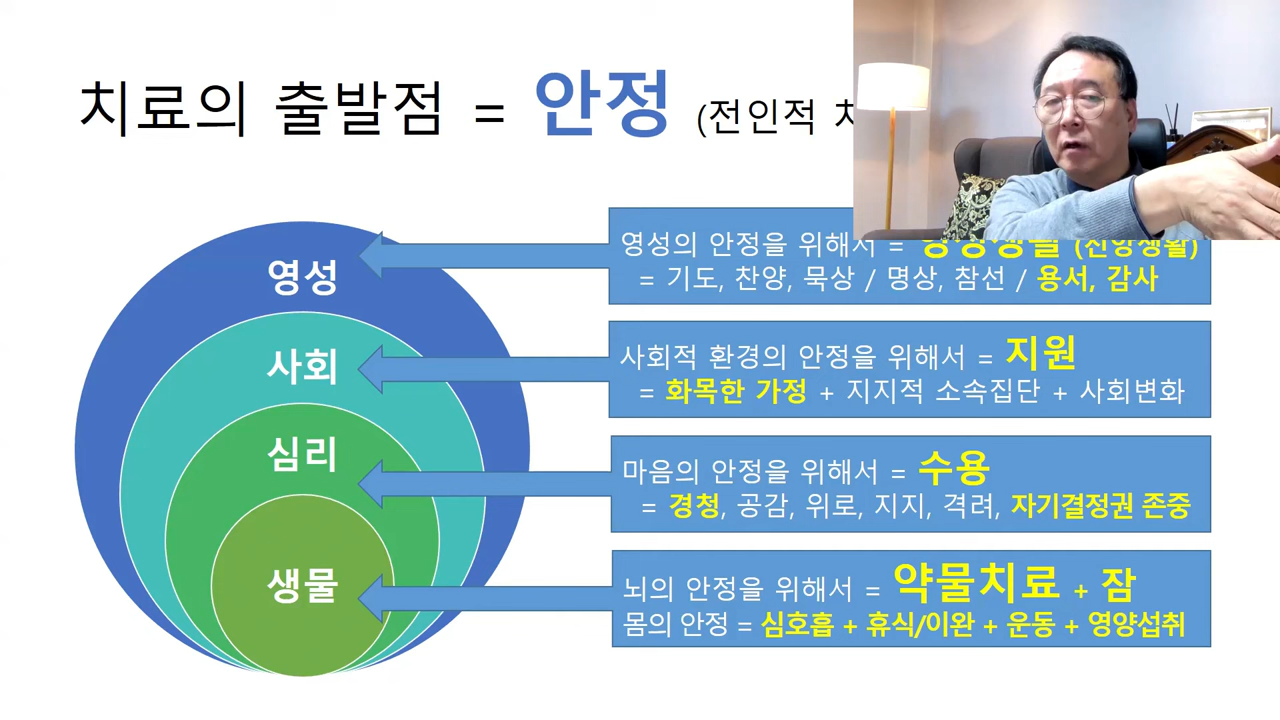 치료의 출발점 = 안정 (전인적
영성
사회
심리
생물
영성의 안정을 위해서 = (신앙생활)
= 기도, 찬양, 묵상 / 명상, 참선 / 용서, 감사
사회적 환경의 안정을 위해서 = 지원
= 화목한 가정 + 지지적 소속집단 + 사회변화
마음의 안정을 위해서 = 수용
= 경청, 공감, 위로, 지지, 격려, 자기결정권 존중
뇌의 안정을 위해서 = 약물치료 + 잠
몸의 안정 = 심호흡 + 휴식/이완 + 운동 + 영양섭취